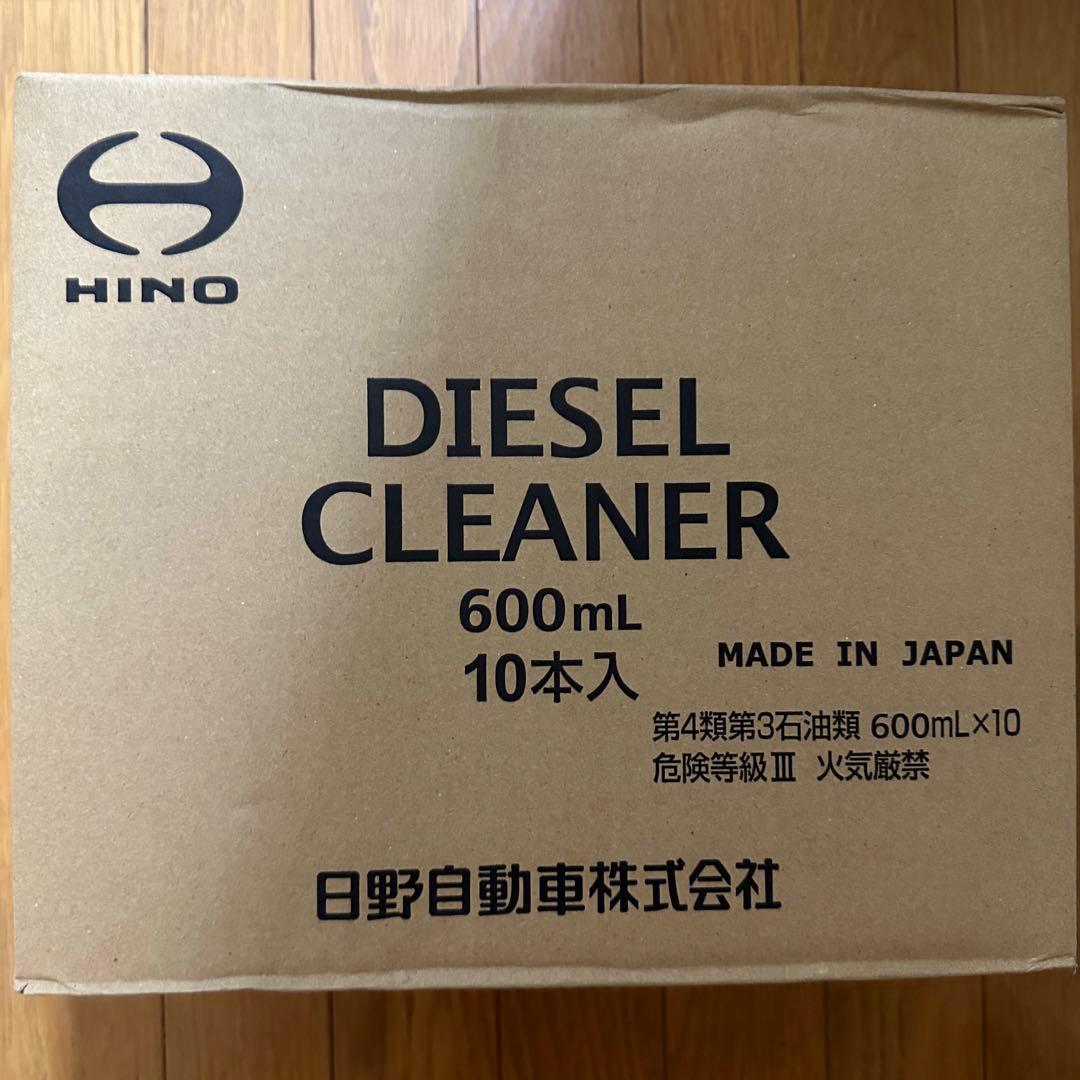 HINO
DIESEL
CLEANER
600mL
10本入
MADE IN JAPAN
第4類第3石油類 600mL×10
危険等級Ⅲ 火気厳禁
日野自動車株式会社